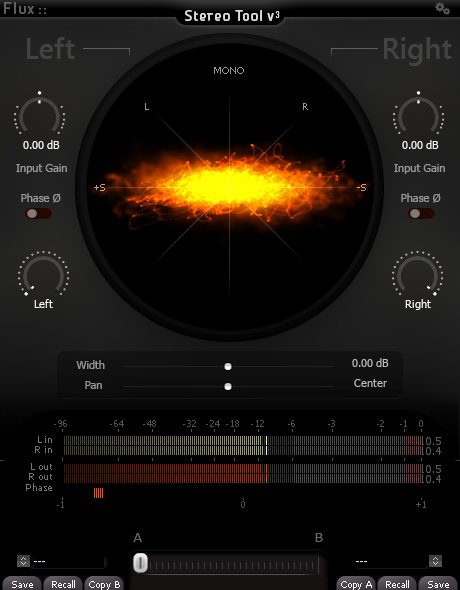 Flux ::
Stereo Tool v3
Left
Right
MONO
L
R
0.00 dB
0.00 dB
Input Gain
Input Gain
+S
-S
Phase Ø
Phase Ø
Left
Right
Width
0.00 dB
Pan
Center
-96 -64 -48 -32 -24 -18 -12 -6 -3 -2 -1 0
L in 0.5
R in 0.4
L out 0.5
R out 0.4
Phase
-1 0 +1
A B
--- ---
Save Recall Copy B Copy A Recall Save